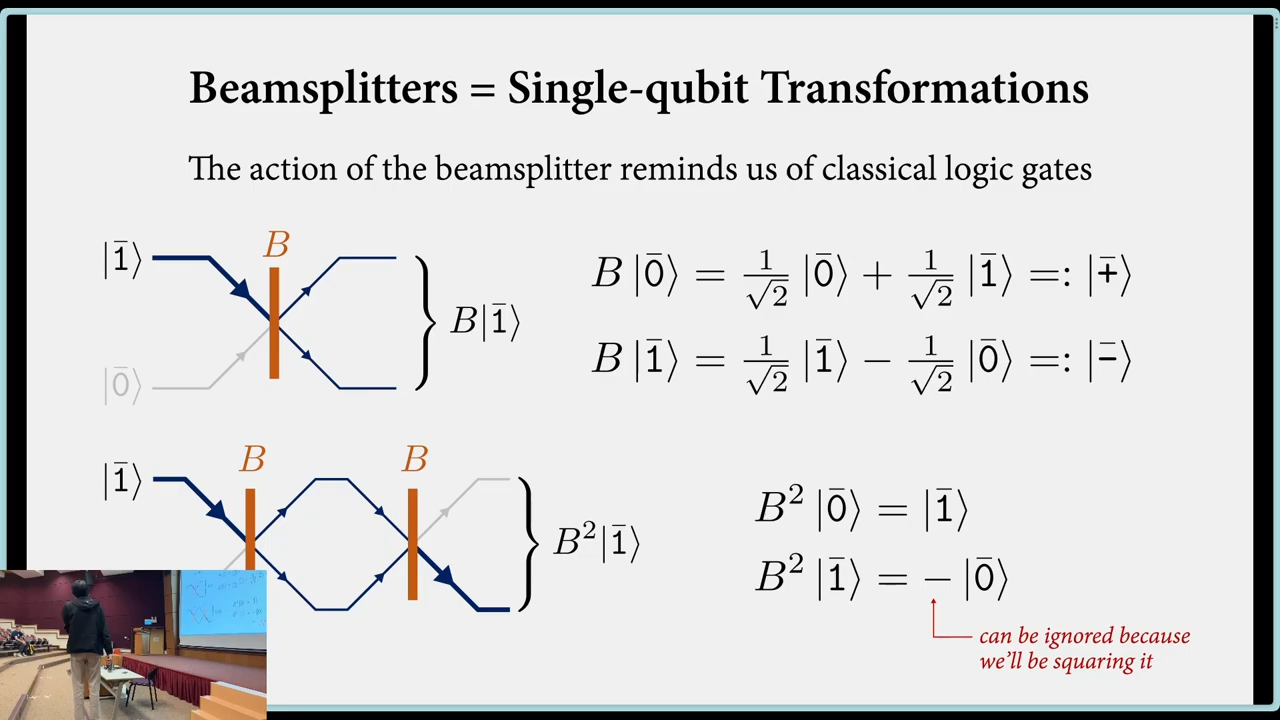 Beamsplitters = Single-qubit Transformations
The action of the beamsplitter reminds us of classical logic gates
|1̄⟩
B
|0̄⟩
B|1̄⟩
B |0̄⟩ = 1/√2 |0̄⟩ + 1/√2 |1̄⟩ =: |+̄⟩
B |1̄⟩ = 1/√2 |1̄⟩ − 1/√2 |0̄⟩ =: |−̄⟩
|1̄⟩
B
B
B²|1̄⟩
B² |0̄⟩ = |1̄⟩
B² |1̄⟩ = − |0̄⟩
can be ignored because
we'll be squaring it